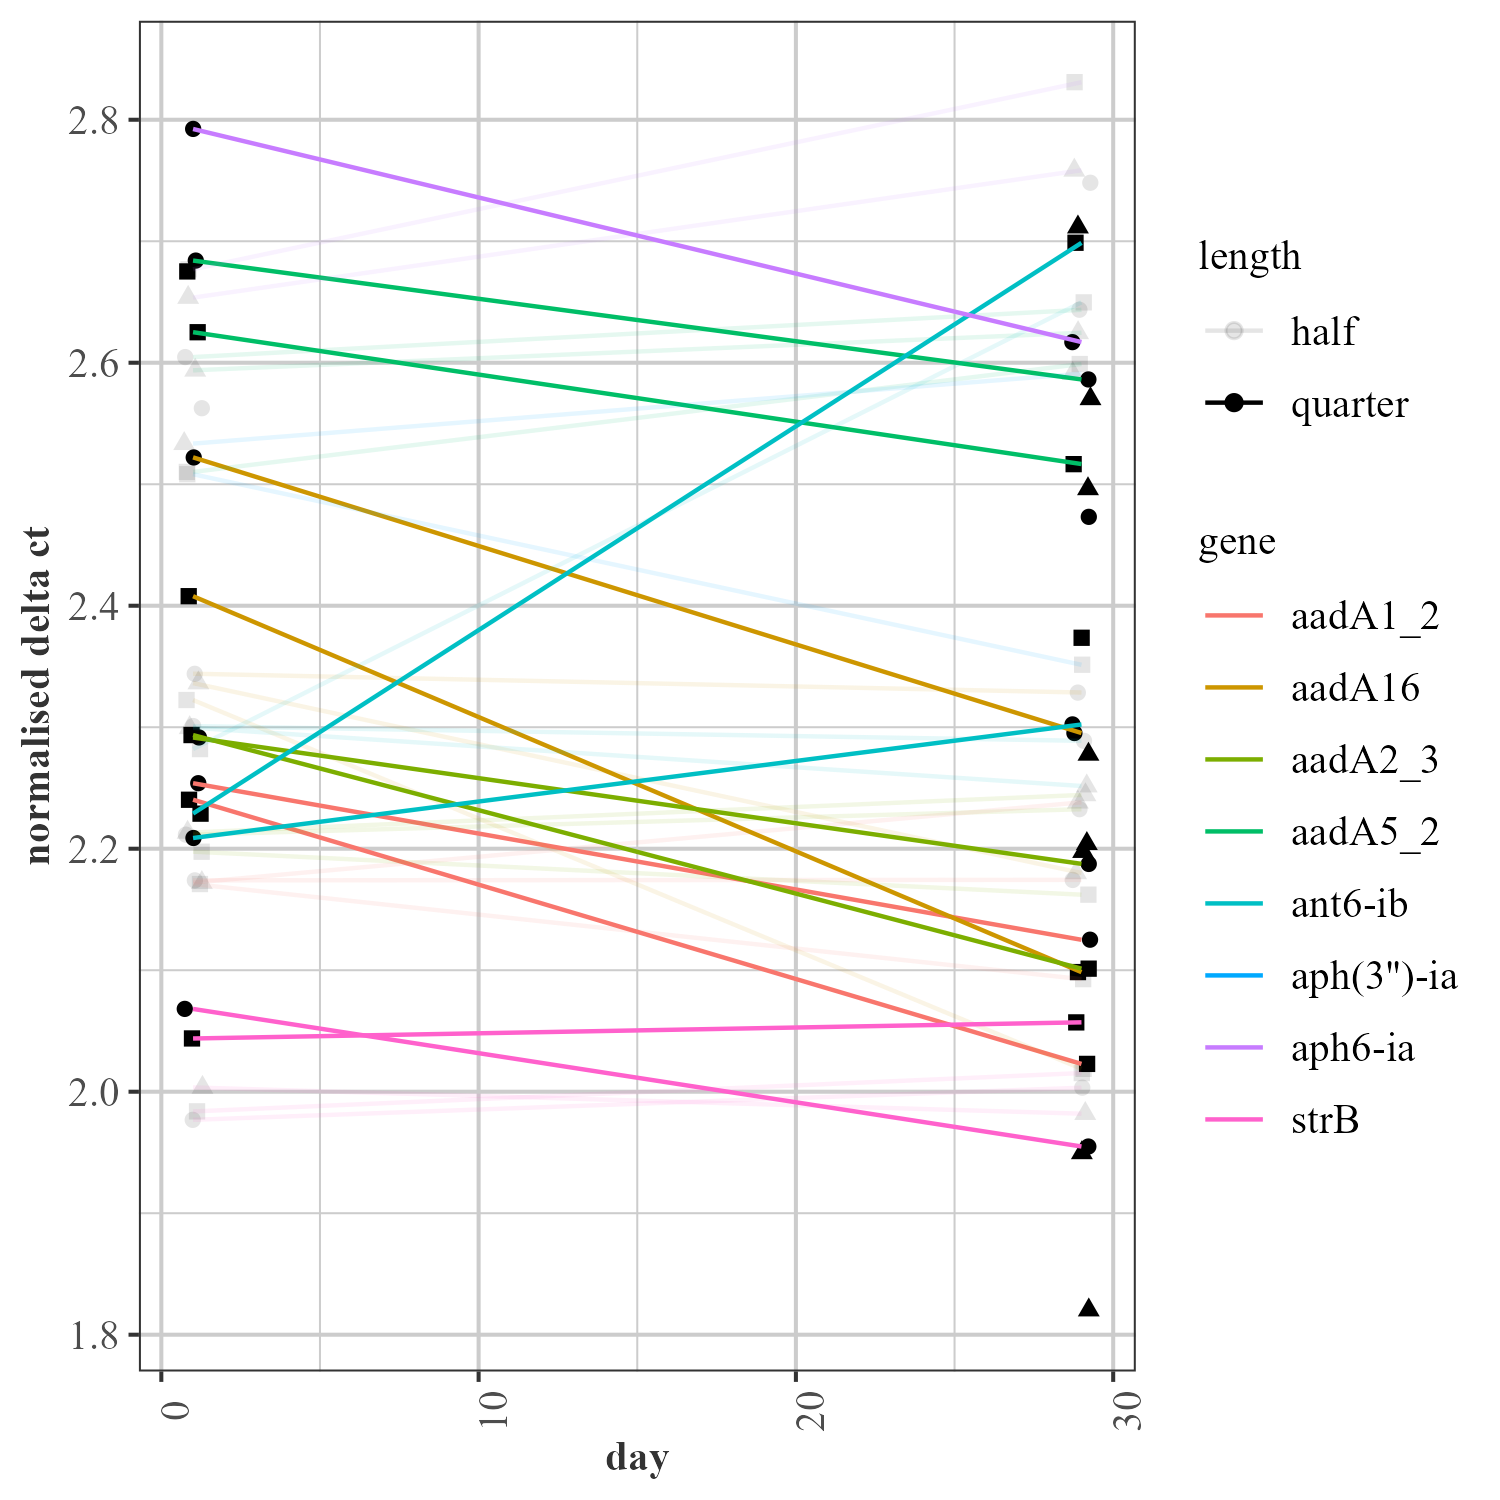 2.8
2.6
2.4
2.2
2.0
1.8
normalised delta ct
0
10
20
30
day
length
half
quarter
gene
aadA1_2
aadA16
aadA2_3
aadA5_2
ant6-ib
aph(3")-ia
aph6-ia
strB